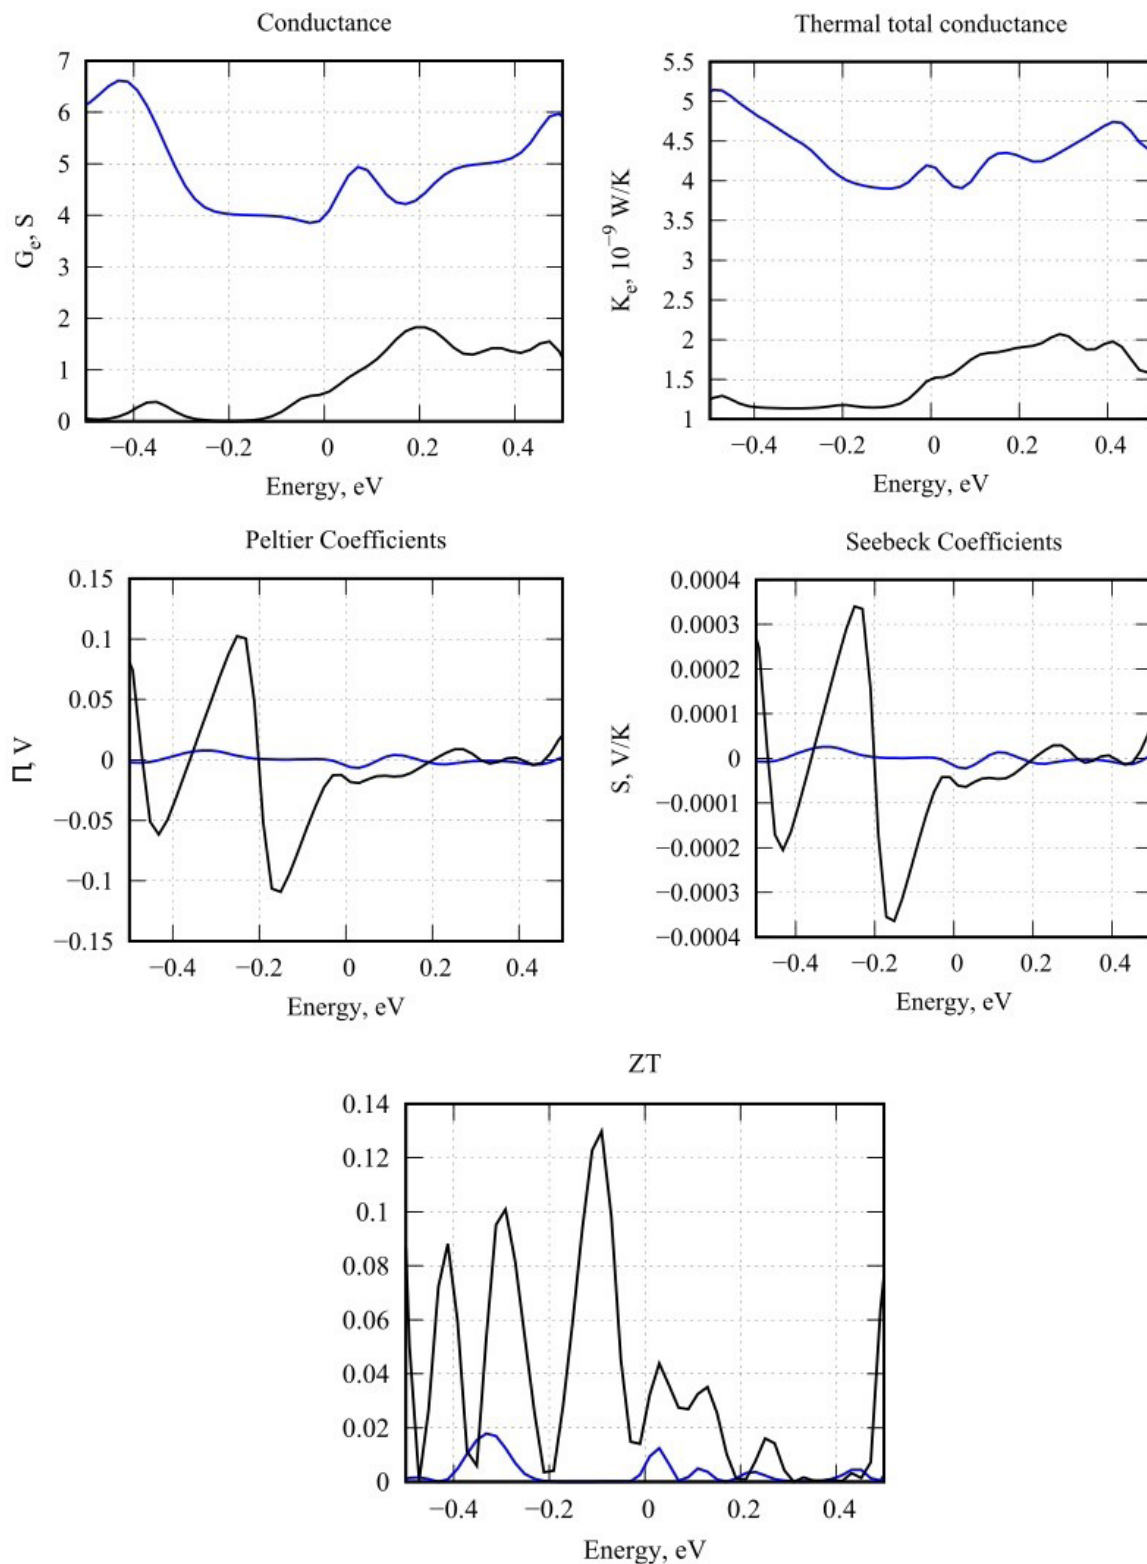 Conductance
7
6
5
4
3
2
1
0
G_e, S
−0.4 −0.2 0 0.2 0.4
Energy, eV
Thermal total conductance
5.5
5
4.5
4
3.5
3
2.5
2
1.5
1
K_e, 10^−9 W/K
−0.4 −0.2 0 0.2 0.4
Energy, eV
Peltier Coefficients
0.15
0.1
0.05
0
−0.05
−0.1
−0.15
П, V
−0.4 −0.2 0 0.2 0.4
Energy, eV
Seebeck Coefficients
0.0004
0.0003
0.0002
0.0001
0
−0.0001
−0.0002
−0.0003
−0.0004
S, V/K
−0.4 −0.2 0 0.2 0.4
Energy, eV
ZT
0.14
0.12
0.1
0.08
0.06
0.04
0.02
0
−0.4 −0.2 0 0.2 0.4
Energy, eV